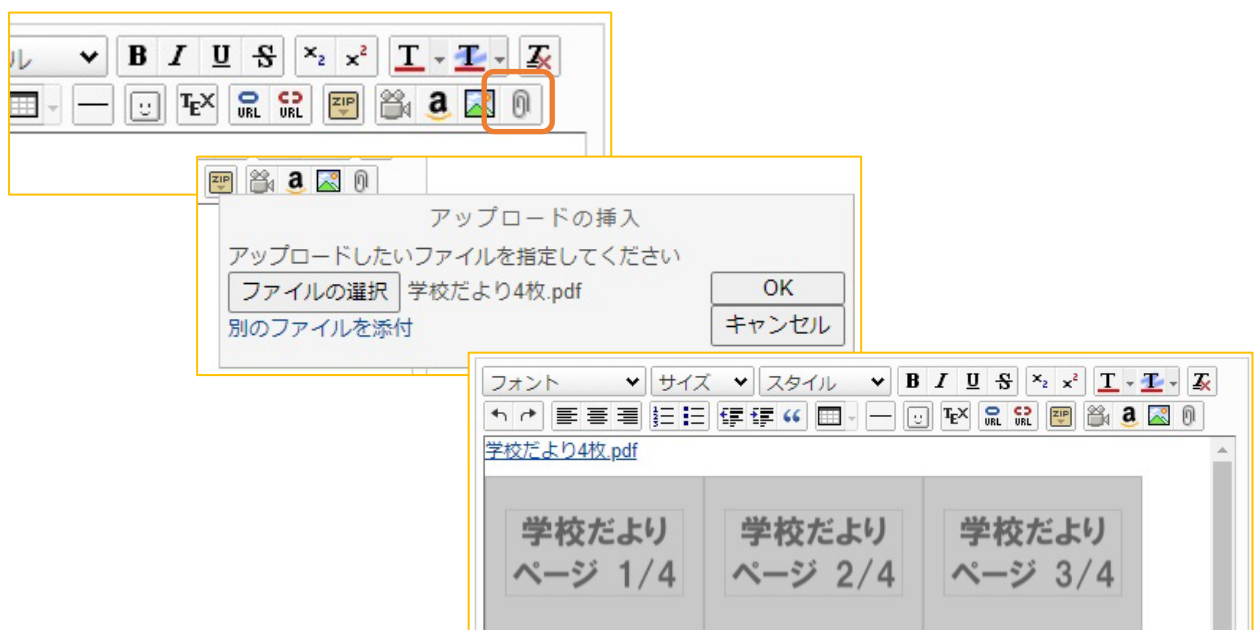 ル
B I U S ×₂ ×² T T T
TEX URL URL ZIP a
ZIP a
アップロードの挿入
アップロードしたいファイルを指定してください
ファイルの選択 学校だより4枚.pdf OK
別のファイルを添付 キャンセル
フォント サイズ スタイル B I U S ×₂ ×² T T T
TEX URL URL ZIP a
学校だより4枚.pdf
学校だより 学校だより 学校だより
ページ 1/4 ページ 2/4 ページ 3/4